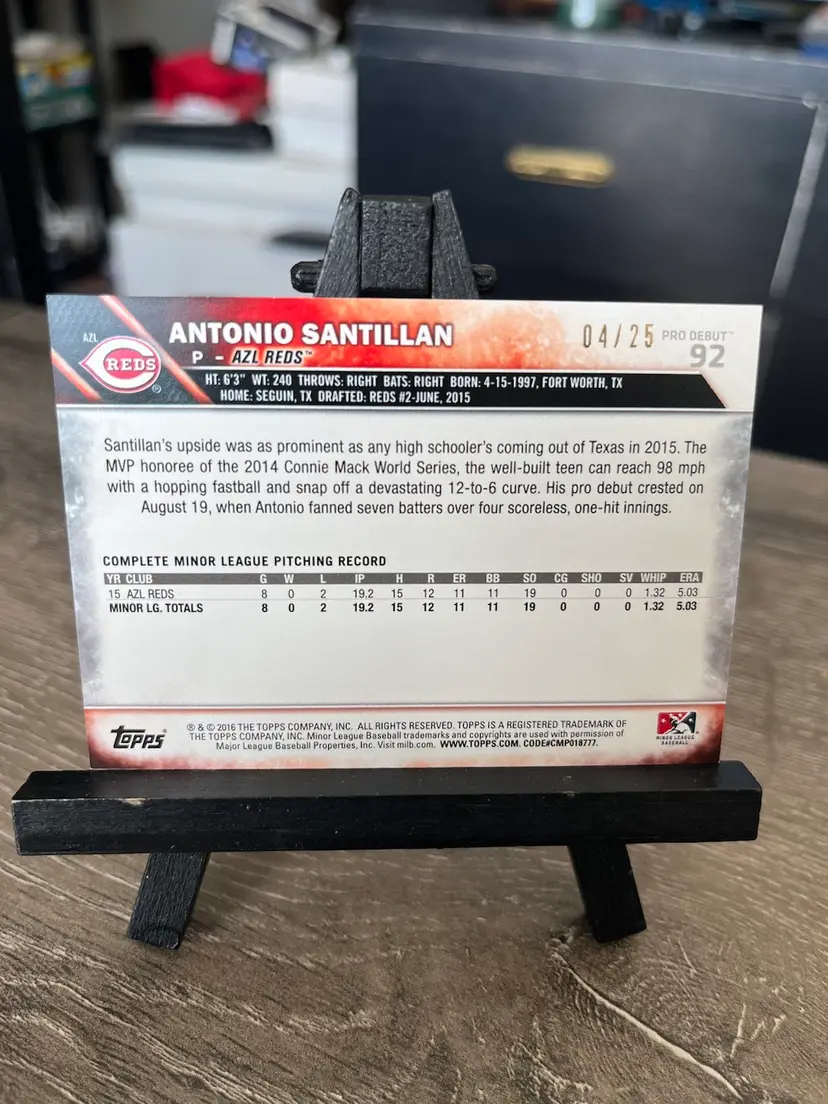 AZL
REDS
®
ANTONIO SANTILLAN
P – AZL REDS™
04/25
PRO DEBUT™
92
HT: 6'3" WT: 240 THROWS: RIGHT BATS: RIGHT BORN: 4-15-1997, FORT WORTH, TX
HOME: SEGUIN, TX DRAFTED: REDS #2-JUNE, 2015
Santillan's upside was as prominent as any high schooler's coming out of Texas in 2015. The
MVP honoree of the 2014 Connie Mack World Series, the well-built teen can reach 98 mph
with a hopping fastball and snap off a devastating 12-to-6 curve. His pro debut crested on
August 19, when Antonio fanned seven batters over four scoreless, one-hit innings.
COMPLETE MINOR LEAGUE PITCHING RECORD
YR CLUB G W L IP H R ER BB SO CG SHO SV WHIP ERA
15 AZL REDS 8 0 2 19.2 15 12 11 11 19 0 0 0 1.32 5.03
MINOR LG. TOTALS 8 0 2 19.2 15 12 11 11 19 0 0 0 1.32 5.03
TOPPS®
® & © 2016 THE TOPPS COMPANY, INC. ALL RIGHTS RESERVED. TOPPS IS A REGISTERED TRADEMARK OF
THE TOPPS COMPANY, INC. Minor League Baseball trademarks and copyrights are used with permission of
Major League Baseball Properties, Inc. Visit milb.com. WWW.TOPPS.COM. CODE#CMP018777.
MINOR LEAGUE
BASEBALL